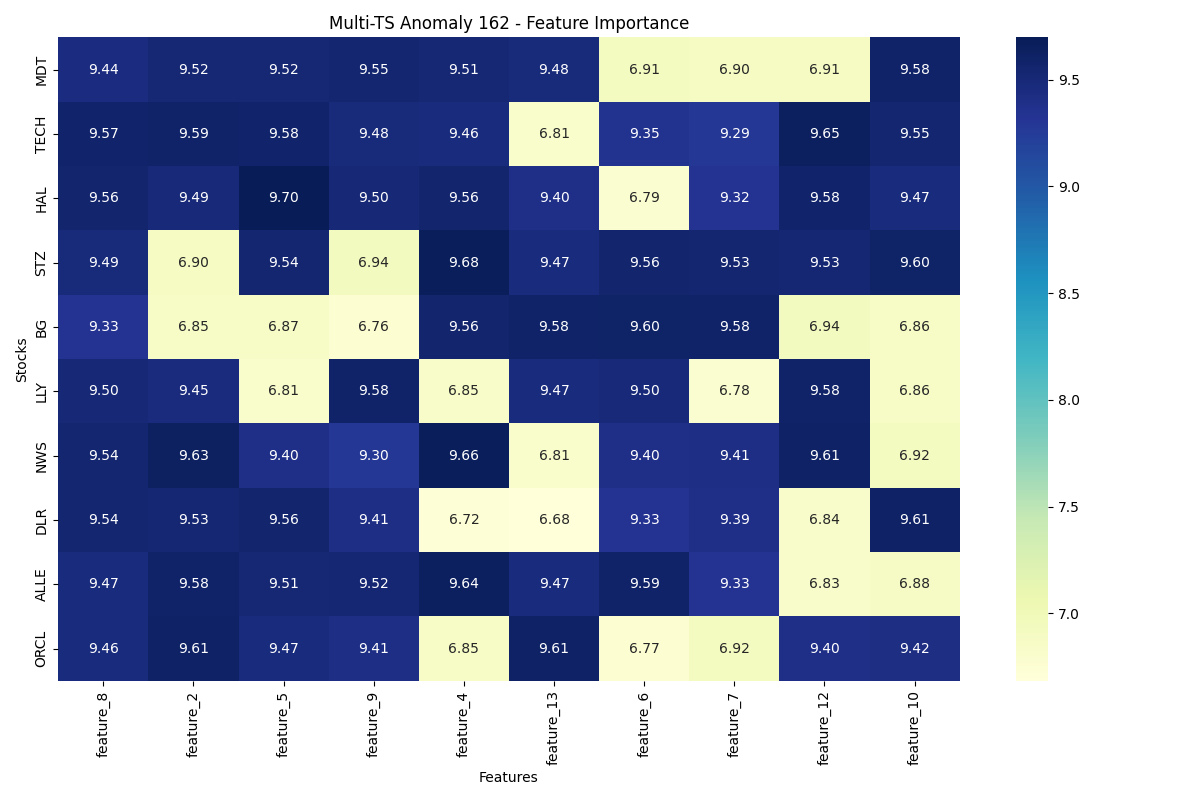 Multi-TS Anomaly 162 - Feature Importance
Stocks
MDT 9.44 9.52 9.52 9.55 9.51 9.48 6.91 6.90 6.91 9.58
TECH 9.57 9.59 9.58 9.48 9.46 6.81 9.35 9.29 9.65 9.55
HAL 9.56 9.49 9.70 9.50 9.56 9.40 6.79 9.32 9.58 9.47
STZ 9.49 6.90 9.54 6.94 9.68 9.47 9.56 9.53 9.53 9.60
BG 9.33 6.85 6.87 6.76 9.56 9.58 9.60 9.58 6.94 6.86
LLY 9.50 9.45 6.81 9.58 6.85 9.47 9.50 6.78 9.58 6.86
NWS 9.54 9.63 9.40 9.30 9.66 6.81 9.40 9.41 9.61 6.92
DLR 9.54 9.53 9.56 9.41 6.72 6.68 9.33 9.39 6.84 9.61
ALLE 9.47 9.58 9.51 9.52 9.64 9.47 9.59 9.33 6.83 6.88
ORCL 9.46 9.61 9.47 9.41 6.85 9.61 6.77 6.92 9.40 9.42
feature_8 feature_2 feature_5 feature_9 feature_4 feature_13 feature_6 feature_7 feature_12 feature_10
Features
9.5
9.0
8.5
8.0
7.5
7.0